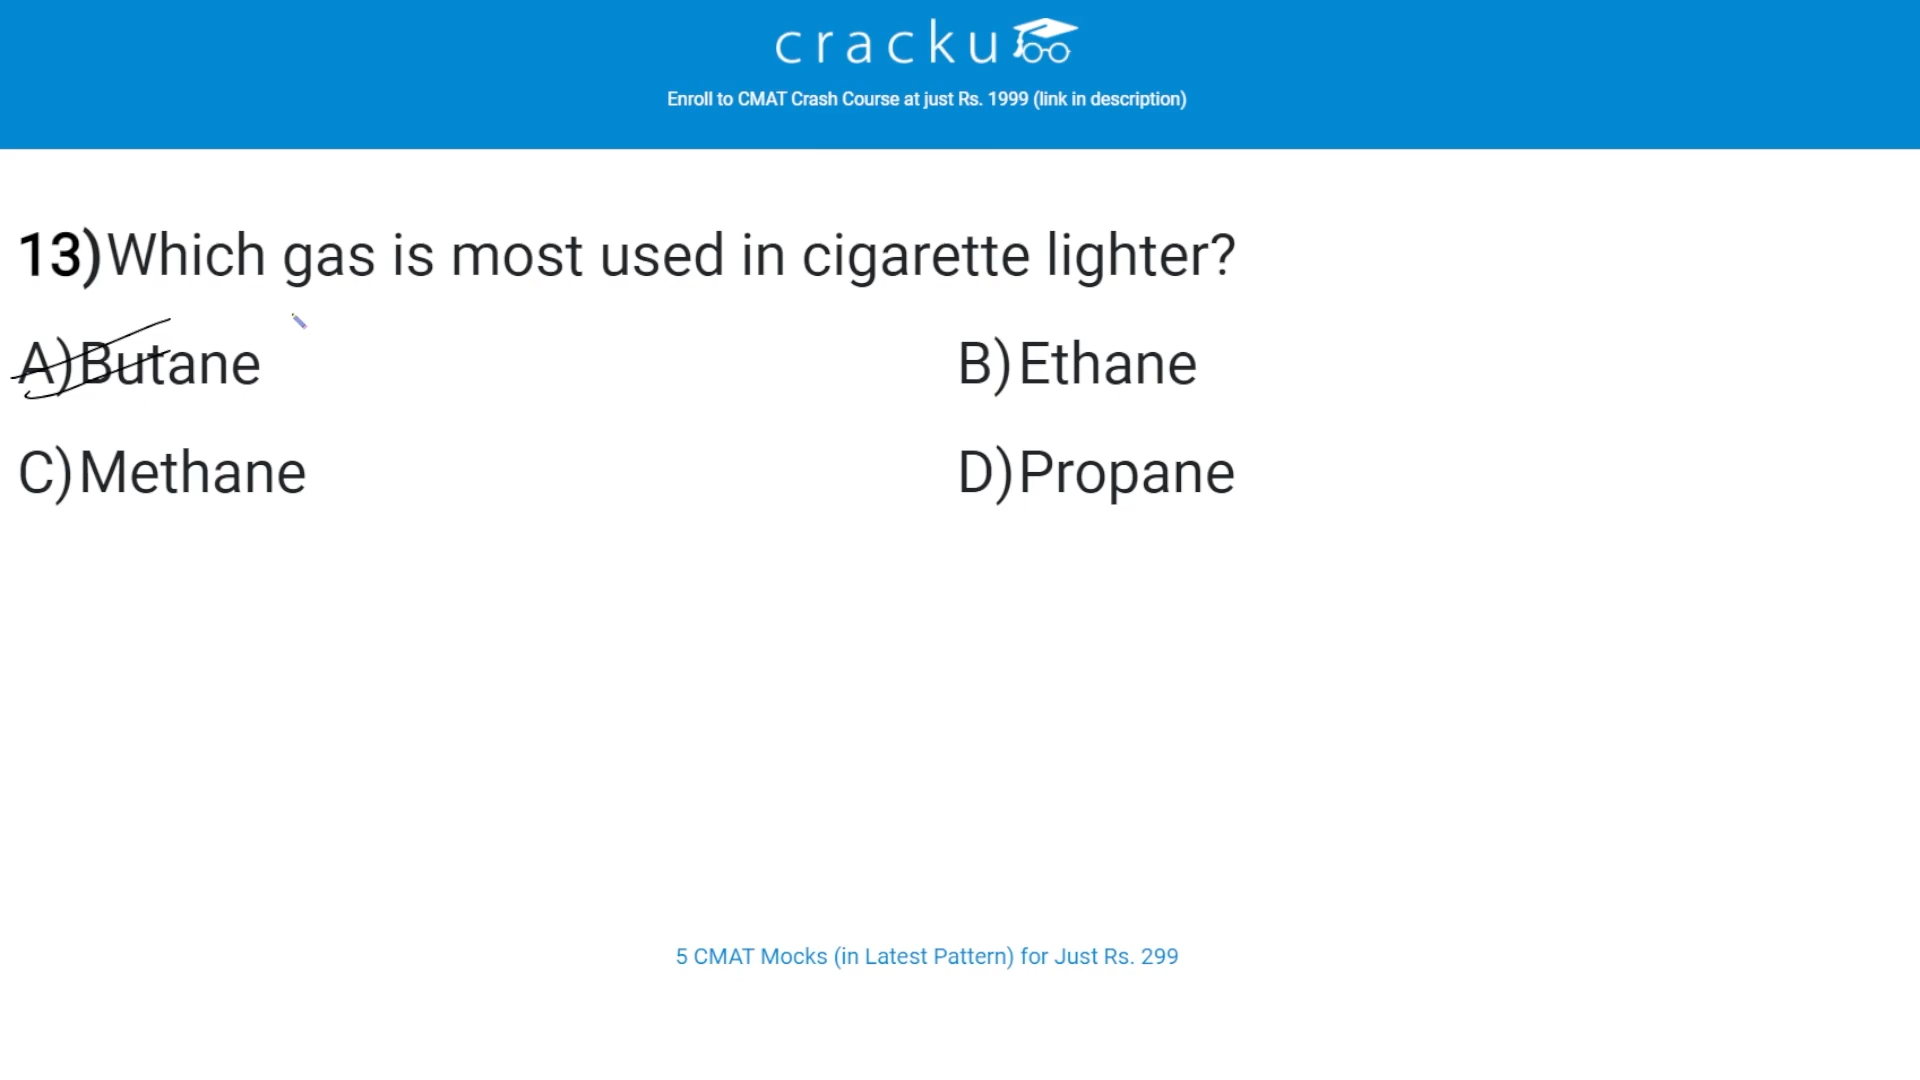 cracku
Enroll to CMAT Crash Course at just Rs. 1999 (link in description)
13)Which gas is most used in cigarette lighter?
A)Butane
B)Ethane
C)Methane
D)Propane
5 CMAT Mocks (in Latest Pattern) for Just Rs. 299